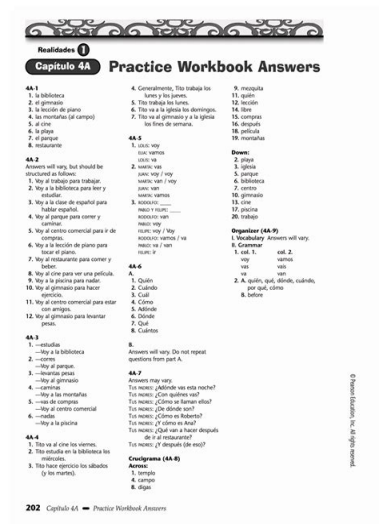 Realidades 1
Capítulo 4A
Practice Workbook Answers
4A-1
1. la biblioteca
2. el gimnasio
3. la lección de piano
4. las montañas (al campo)
5. al cine
6. la playa
7. el parque
8. restaurante
4A-2
Answers will vary, but should be
structured as follows:
1. Voy al trabajo para trabajar.
2. Voy a la biblioteca para leer y
estudiar.
3. Voy a la clase de español para
hablar español.
4. Voy al parque para correr y
caminar.
5. Voy al centro comercial para ir de
compras.
6. Voy a la lección de piano para
tocar el piano.
7. Voy al restaurante para comer y
beber.
8. Voy al cine para ver una película.
9. Voy a la piscina para nadar.
10. Voy al gimnasio para hacer
ejercicio.
11. Voy al centro comercial para estar
con amigos.
12. Voy al gimnasio para levantar
pesas.
4A-3
1. —estudias
—Voy a la biblioteca
2. —corres
—Voy al parque.
3. —levantas pesas
—Voy al gimnasio
4. —caminas
—Voy a las montañas
5. —vas de compras
—Voy al centro comercial
6. —nadas
—Voy a la piscina
4A-4
1. Tito va al cine los viernes.
2. Tito estudia en la biblioteca los
miércoles.
3. Tito hace ejercicio los sábados
(y los martes).
4. Generalmente, Tito trabaja los
lunes y los jueves.
5. Tito trabaja los lunes.
6. Tito va a la iglesia los domingos.
7. Tito va al gimnasio y a la iglesia
los fines de semana.
4A-5
1. LOLIS: voy
vamos
LOLIS: va
2. MARTA: vas
JUAN: voy / voy
MARTA: van / voy
JUAN: van
MARTA: vamos
3. RODOLFO: ____
PABLO Y FELIPE: ____
RODOLFO: van
PABLO: voy
FELIPE: voy / Voy
RODOLFO: vamos / va
PABLO: va / van
FELIPE: ir
4A-6
A.
1. Quién
2. Cuándo
3. Cuál
4. Cómo
5. Adónde
6. Dónde
7. Qué
8. Cuántos
B.
Answers will vary. Do not repeat
questions from part A.
4A-7
Answers may vary.
TUS PADRES: ¿Adónde vas esta noche?
TUS PADRES: ¿Con quiénes vas?
TUS PADRES: ¿Cómo se llaman ellos?
TUS PADRES: ¿De dónde son?
TUS PADRES: ¿Cómo es Roberto?
TUS PADRES: ¿Y cómo es Ana?
TUS PADRES: ¿Qué van a hacer después
de ir al restaurante?
TUS PADRES: ¿Y después (de eso)?
Crucigrama (4A-8)
Across:
1. templo
4. campo
8. digas
9. mezquita
11. quién
12. lección
14. libre
15. compras
16. después
18. película
19. montañas
Down:
2. playa
3. iglesia
5. parque
6. biblioteca
7. centro
10. gimnasio
13. cine
17. piscina
20. trabajo
Organizer (4A-9)
I. Vocabulary Answers will vary.
II. Grammar
1. col. 1. col. 2.
voy vamos
vas vais
va van
2. A. quién, qué, dónde, cuándo,
por qué, cómo
B. before
© Pearson Education, Inc. All rights reserved.
202 Capítulo 4A — Practice Workbook Answers